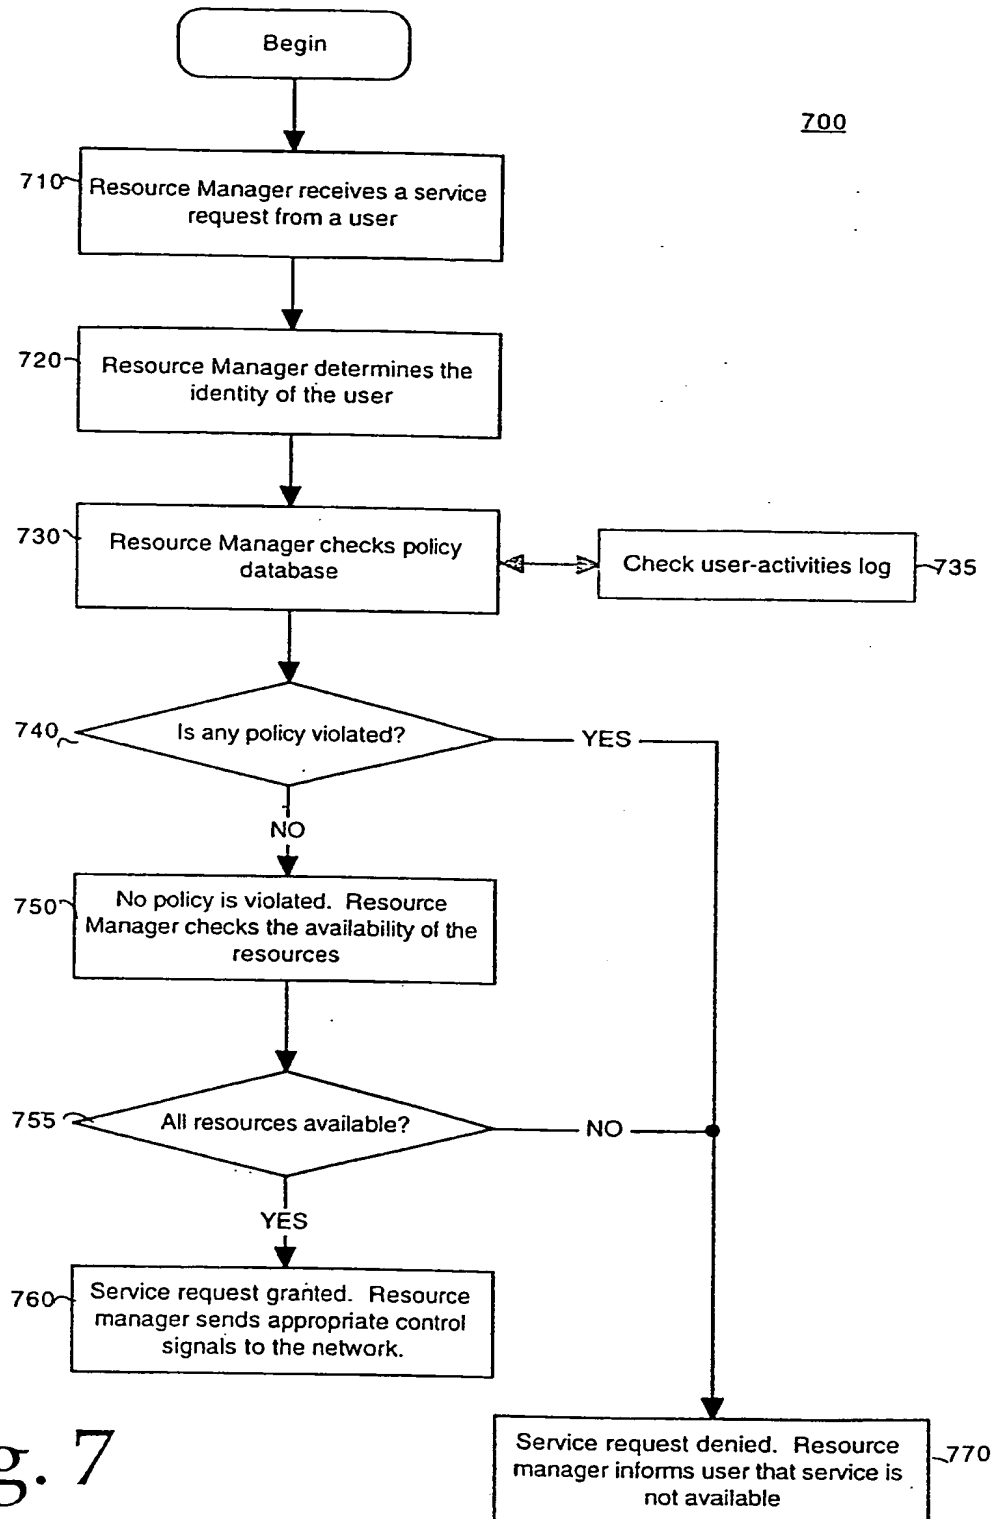 Begin
700
710
Resource Manager receives a service
request from a user
720
Resource Manager determines the
identity of the user
730
Resource Manager checks policy
database
Check user-activities log
735
740
Is any policy violated?
YES
NO
750
No policy is violated. Resource
Manager checks the availability of the
resources
755
All resources available?
NO
YES
760
Service request granted. Resource
manager sends appropriate control
signals to the network.
g. 7
Service request denied. Resource
manager informs user that service is
not available
770